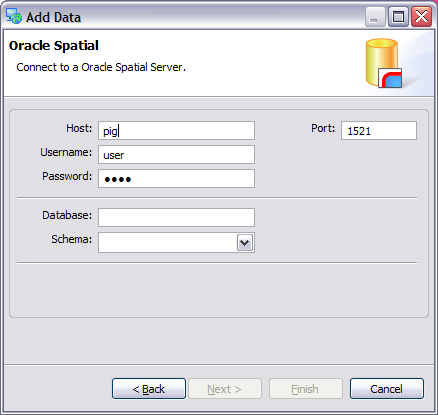 Add Data
Oracle Spatial
Connect to a Oracle Spatial Server.
Host: pig Port: 1521
Username: user
Password: ●●●●
Database:
Schema:
< Back Next > Finish Cancel